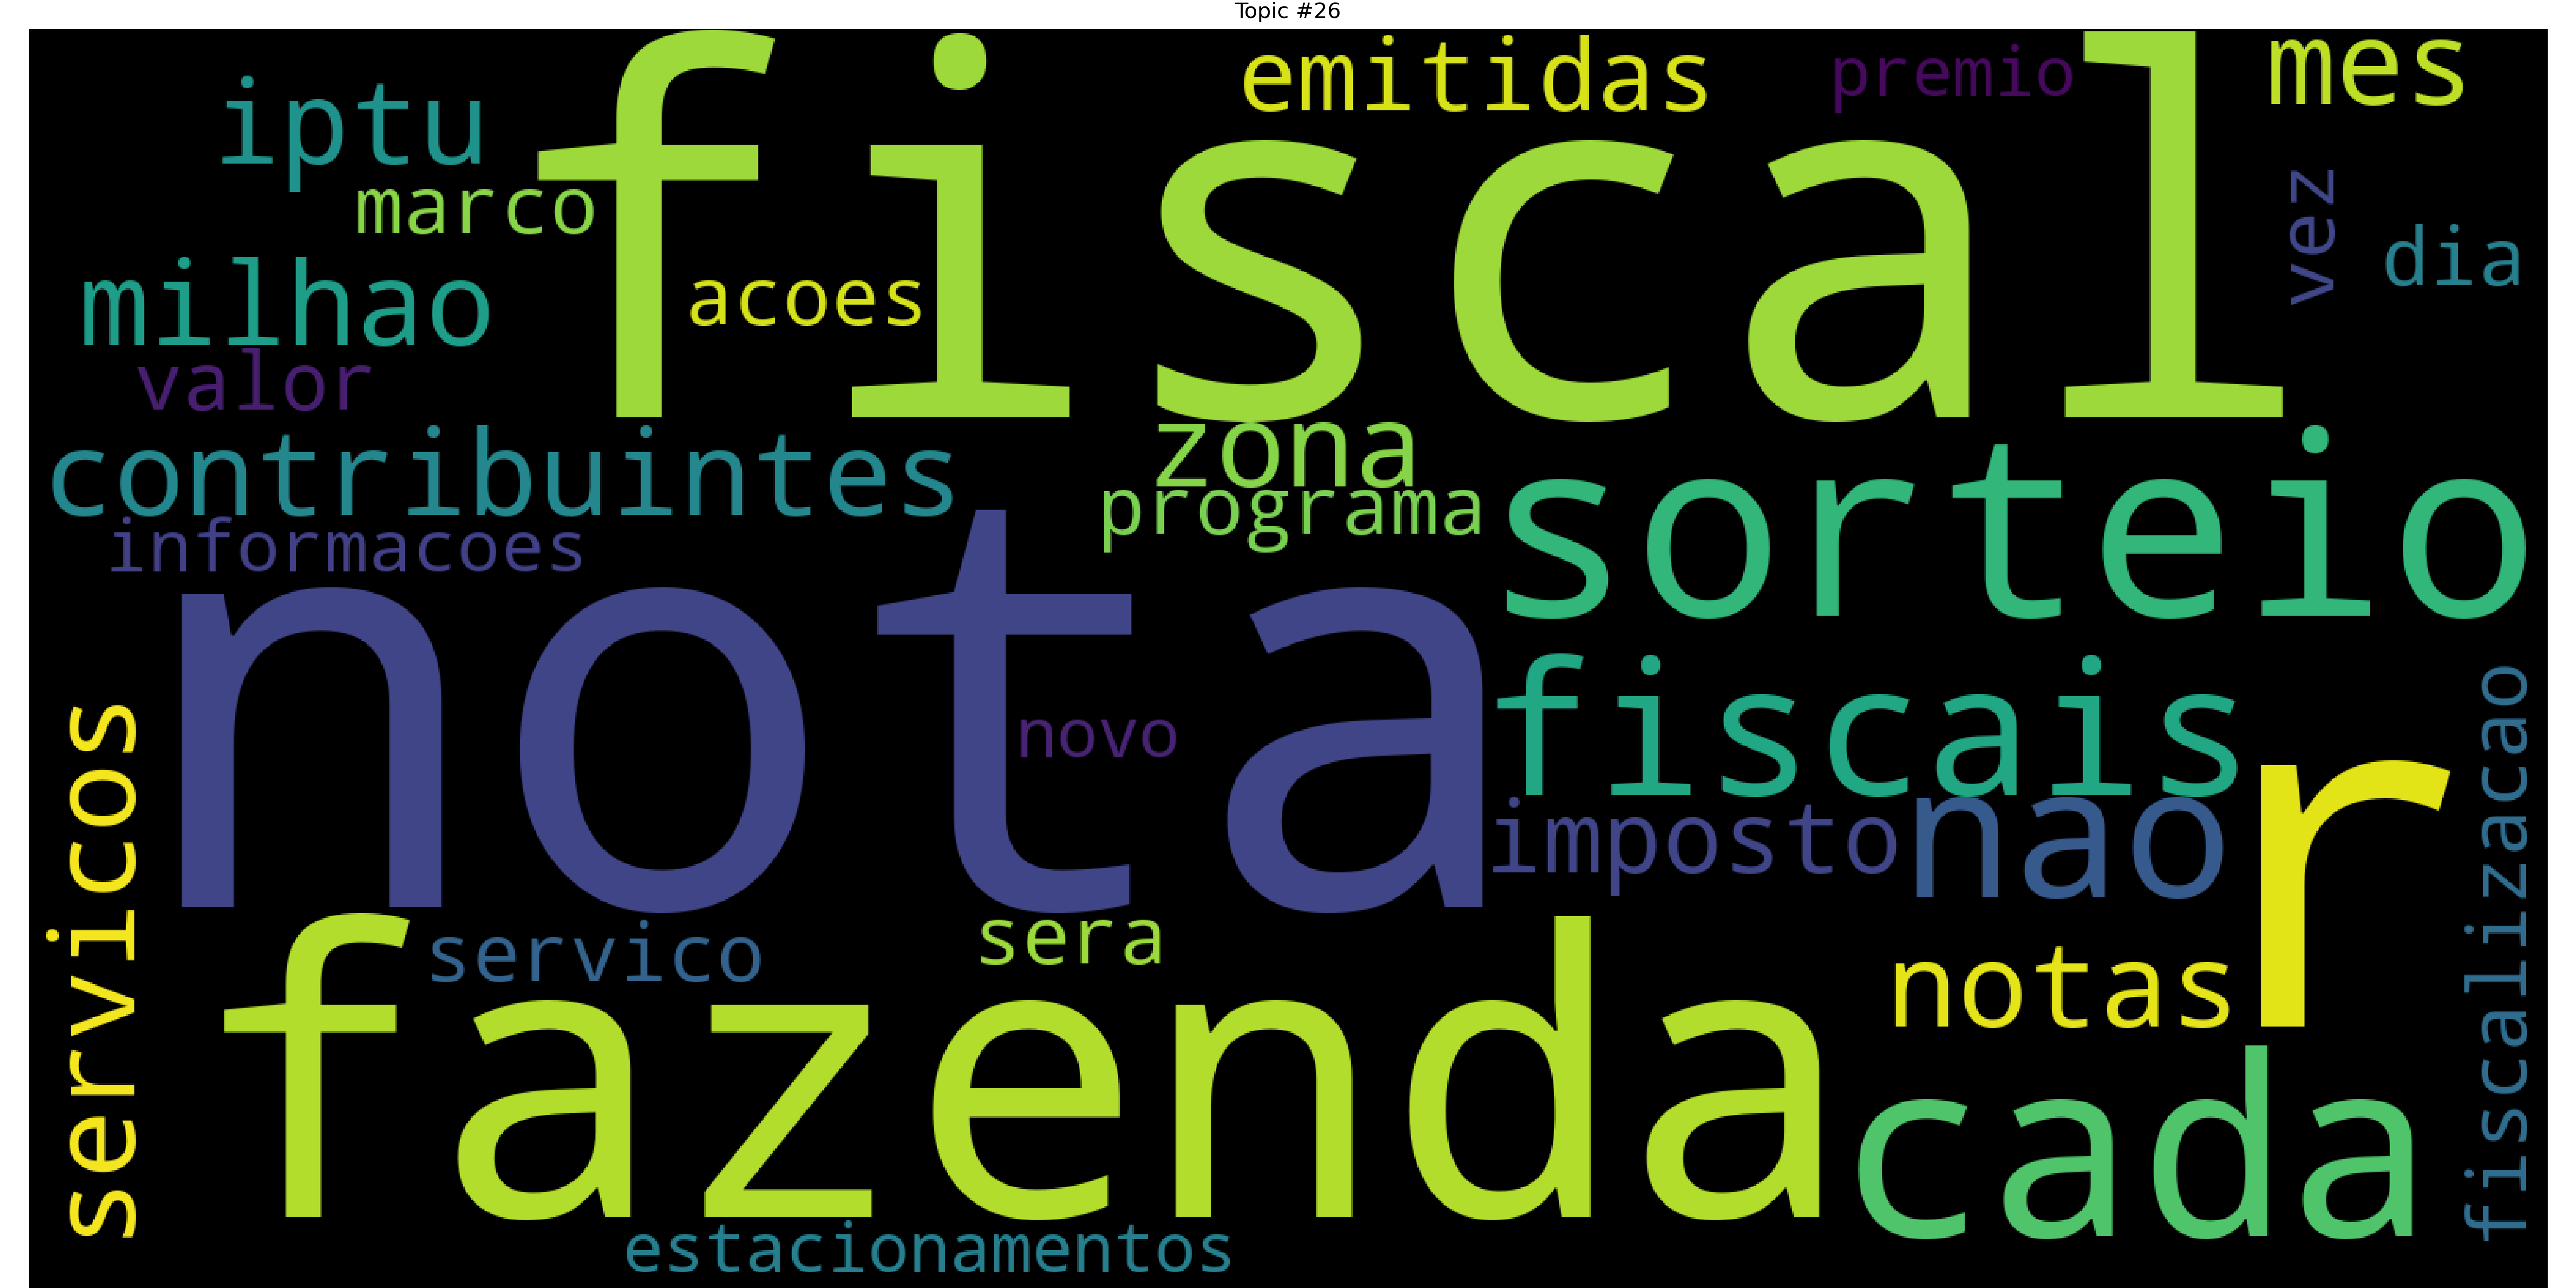 Topic #26
fiscal
emitidas
premio
mes
iptu
marco
vez
dia
milhao
acoes
valor
zona
contribuintes
programa
sorteio
informacoes
nota
novo
fiscais
imposto
nao
r
servicos
fiscalizacao
servico
sera
notas
fazenda
cada
estacionamentos